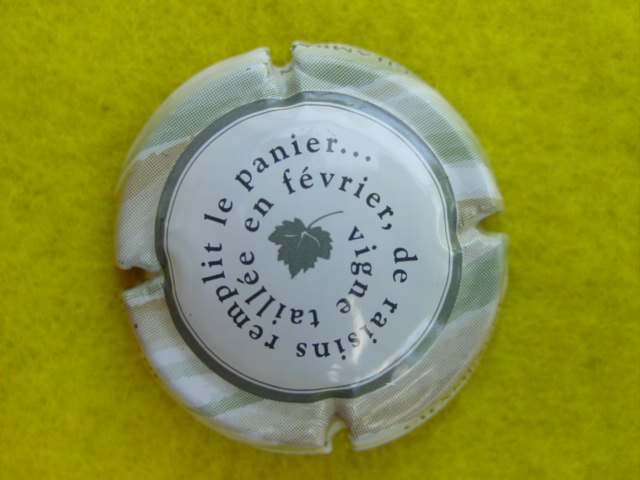 vigne taillée en février, de raisins remplit le panier...